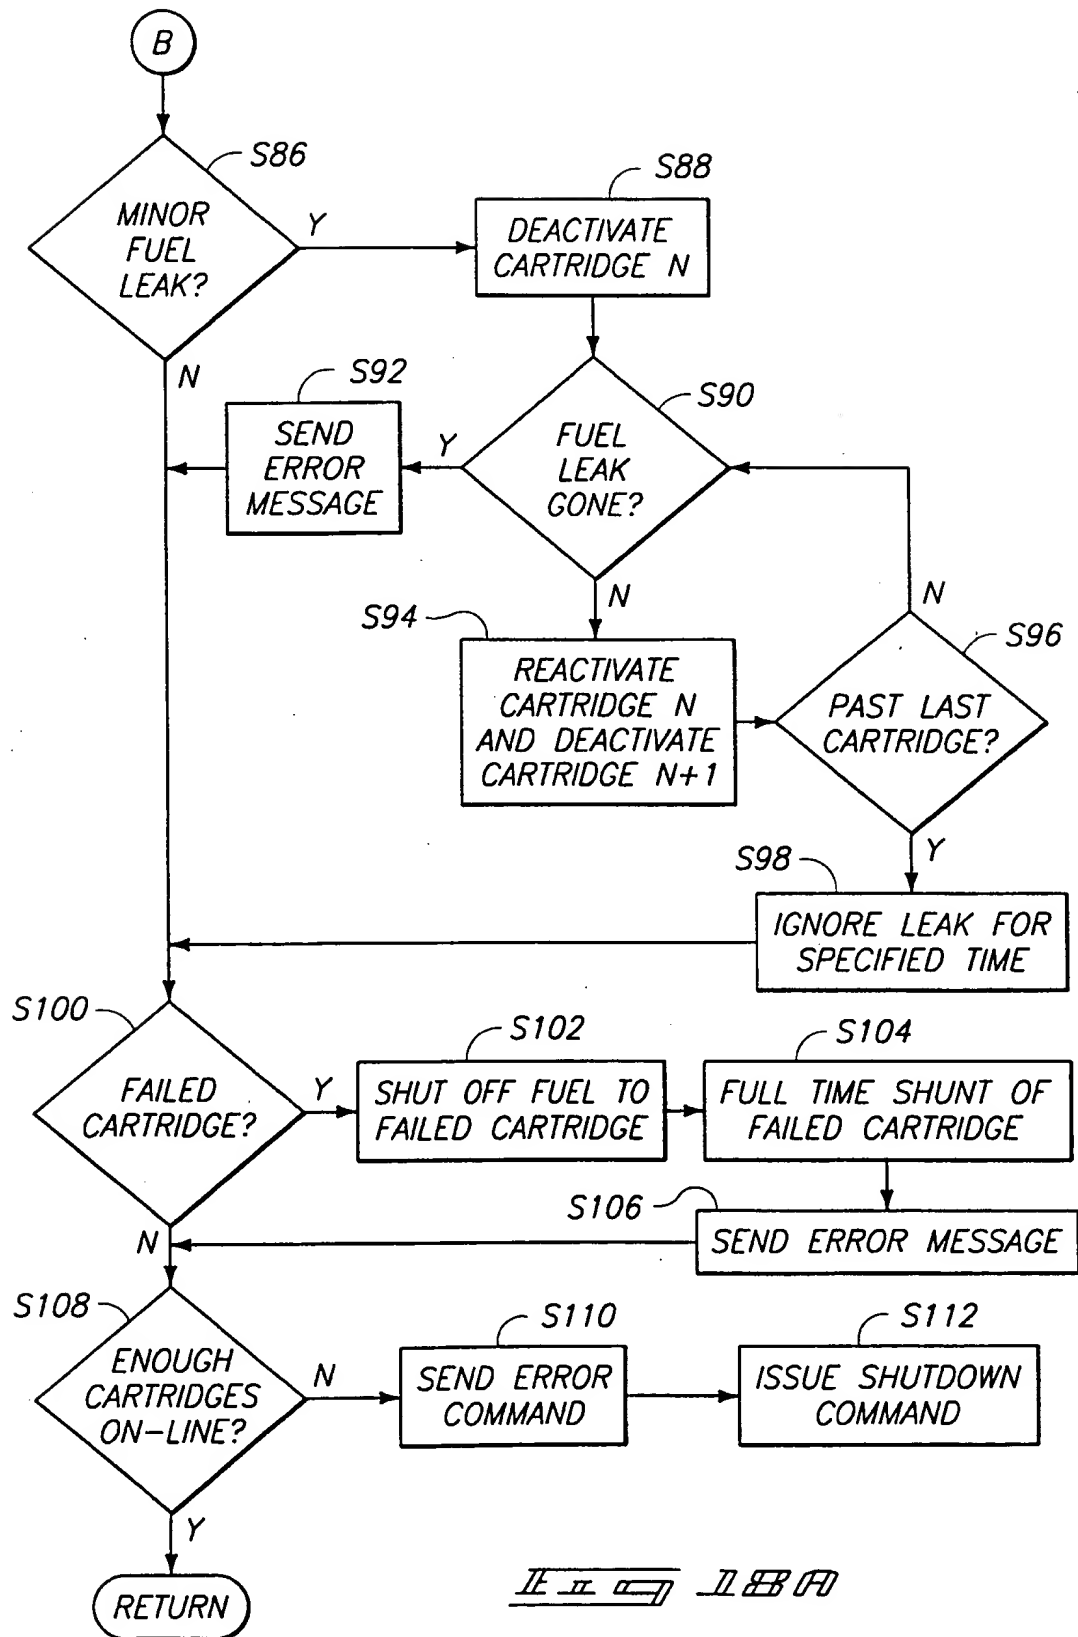 B
S86
MINOR
FUEL
LEAK?
Y
N
S88
DEACTIVATE
CARTRIDGE N
S90
FUEL
LEAK
GONE?
Y
N
S92
SEND
ERROR
MESSAGE
S94
REACTIVATE
CARTRIDGE N
AND DEACTIVATE
CARTRIDGE N+1
S96
PAST LAST
CARTRIDGE?
N
Y
S98
IGNORE LEAK FOR
SPECIFIED TIME
S100
FAILED
CARTRIDGE?
Y
N
S102
SHUT OFF FUEL TO
FAILED CARTRIDGE
S104
FULL TIME SHUNT OF
FAILED CARTRIDGE
S106
SEND ERROR MESSAGE
S108
ENOUGH
CARTRIDGES
ON-LINE?
N
Y
S110
SEND ERROR
COMMAND
S112
ISSUE SHUTDOWN
COMMAND
RETURN
Fig 18A